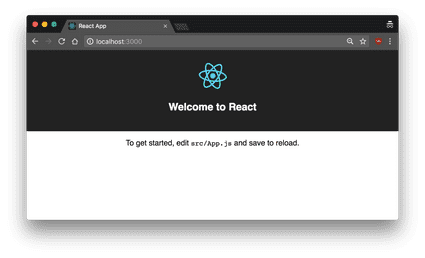 React App
localhost:3000
Welcome to React
To get started, edit src/App.js and save to reload.